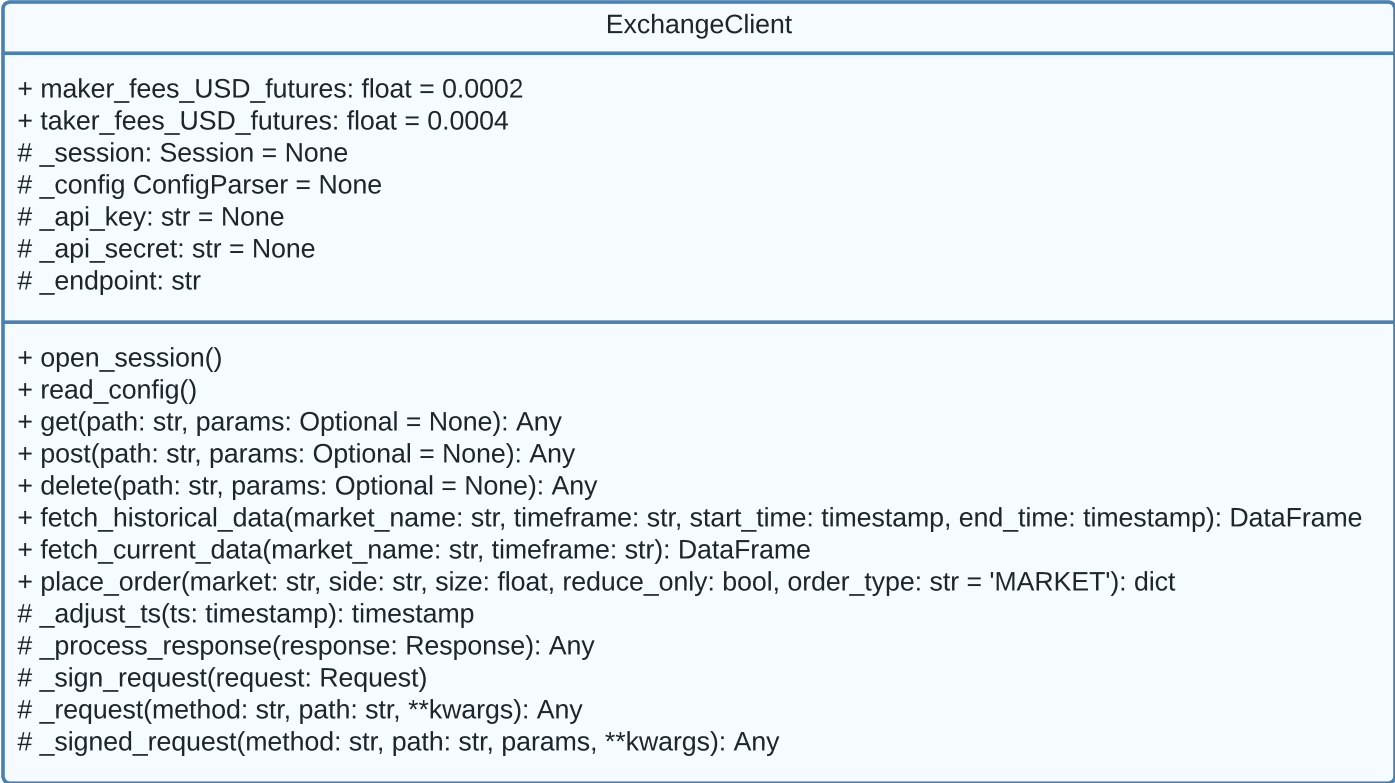 ExchangeClient
+ maker_fees_USD_futures: float = 0.0002
+ taker_fees_USD_futures: float = 0.0004
# _session: Session = None
# _config ConfigParser = None
# _api_key: str = None
# _api_secret: str = None
# _endpoint: str
+ open_session()
+ read_config()
+ get(path: str, params: Optional = None): Any
+ post(path: str, params: Optional = None): Any
+ delete(path: str, params: Optional = None): Any
+ fetch_historical_data(market_name: str, timeframe: str, start_time: timestamp, end_time: timestamp): DataFrame
+ fetch_current_data(market_name: str, timeframe: str): DataFrame
+ place_order(market: str, side: str, size: float, reduce_only: bool, order_type: str = 'MARKET'): dict
# _adjust_ts(ts: timestamp): timestamp
# _process_response(response: Response): Any
# _sign_request(request: Request)
# _request(method: str, path: str, **kwargs): Any
# _signed_request(method: str, path: str, params, **kwargs): Any